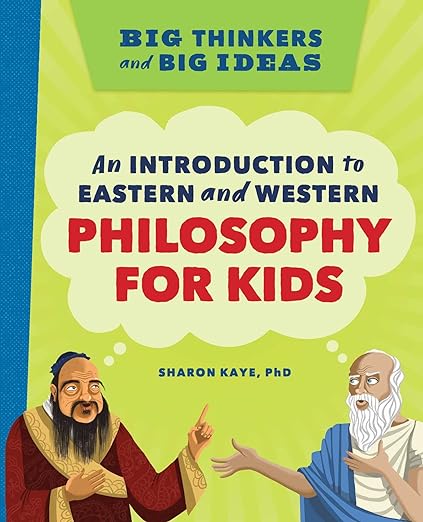 BIG THINKERS
and BIG IDEAS
An INTRODUCTION to
EASTERN and WESTERN
PHILOSOPHY
FOR KIDS
SHARON KAYE, PhD